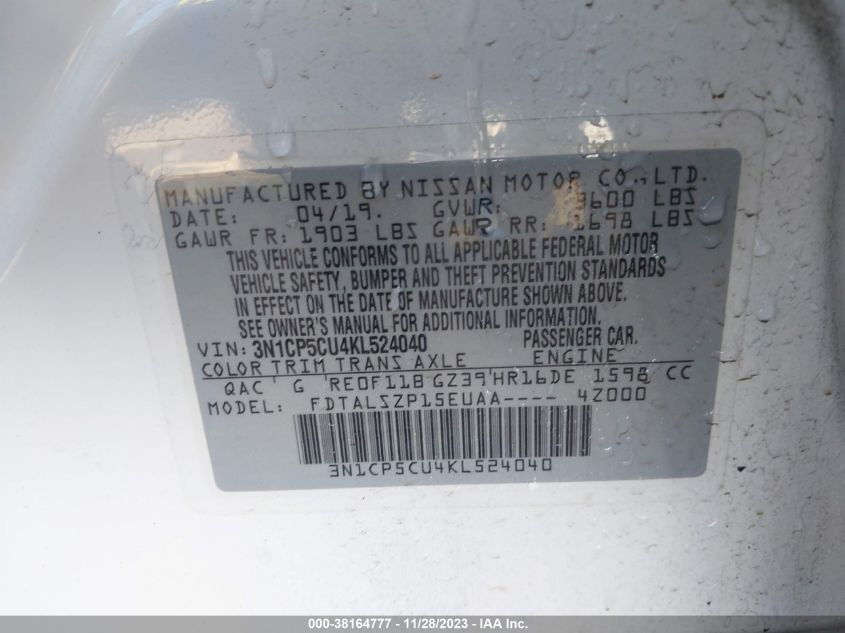 MANUFACTURED BY NISSAN MOTOR CO., LTD.
DATE: 04/19. GVWR: 3600 LBS
GAWR FR: 1903 LBS GAWR RR: 1698 LBS
THIS VEHICLE CONFORMS TO ALL APPLICABLE FEDERAL MOTOR
VEHICLE SAFETY, BUMPER AND THEFT PREVENTION STANDARDS
IN EFFECT ON THE DATE OF MANUFACTURE SHOWN ABOVE.
SEE OWNER'S MANUAL FOR ADDITIONAL INFORMATION.
VIN: 3N1CP5CU4KL524040 PASSENGER CAR.
COLOR TRIM TRANS AXLE ENGINE
QAC G RE0F11B GZ39 HR16DE 1598 CC
MODEL: FDTALSZP15EUAA---- 4Z000
3N1CP5CU4KL524040
000-38164777 - 11/28/2023 - IAA Inc.